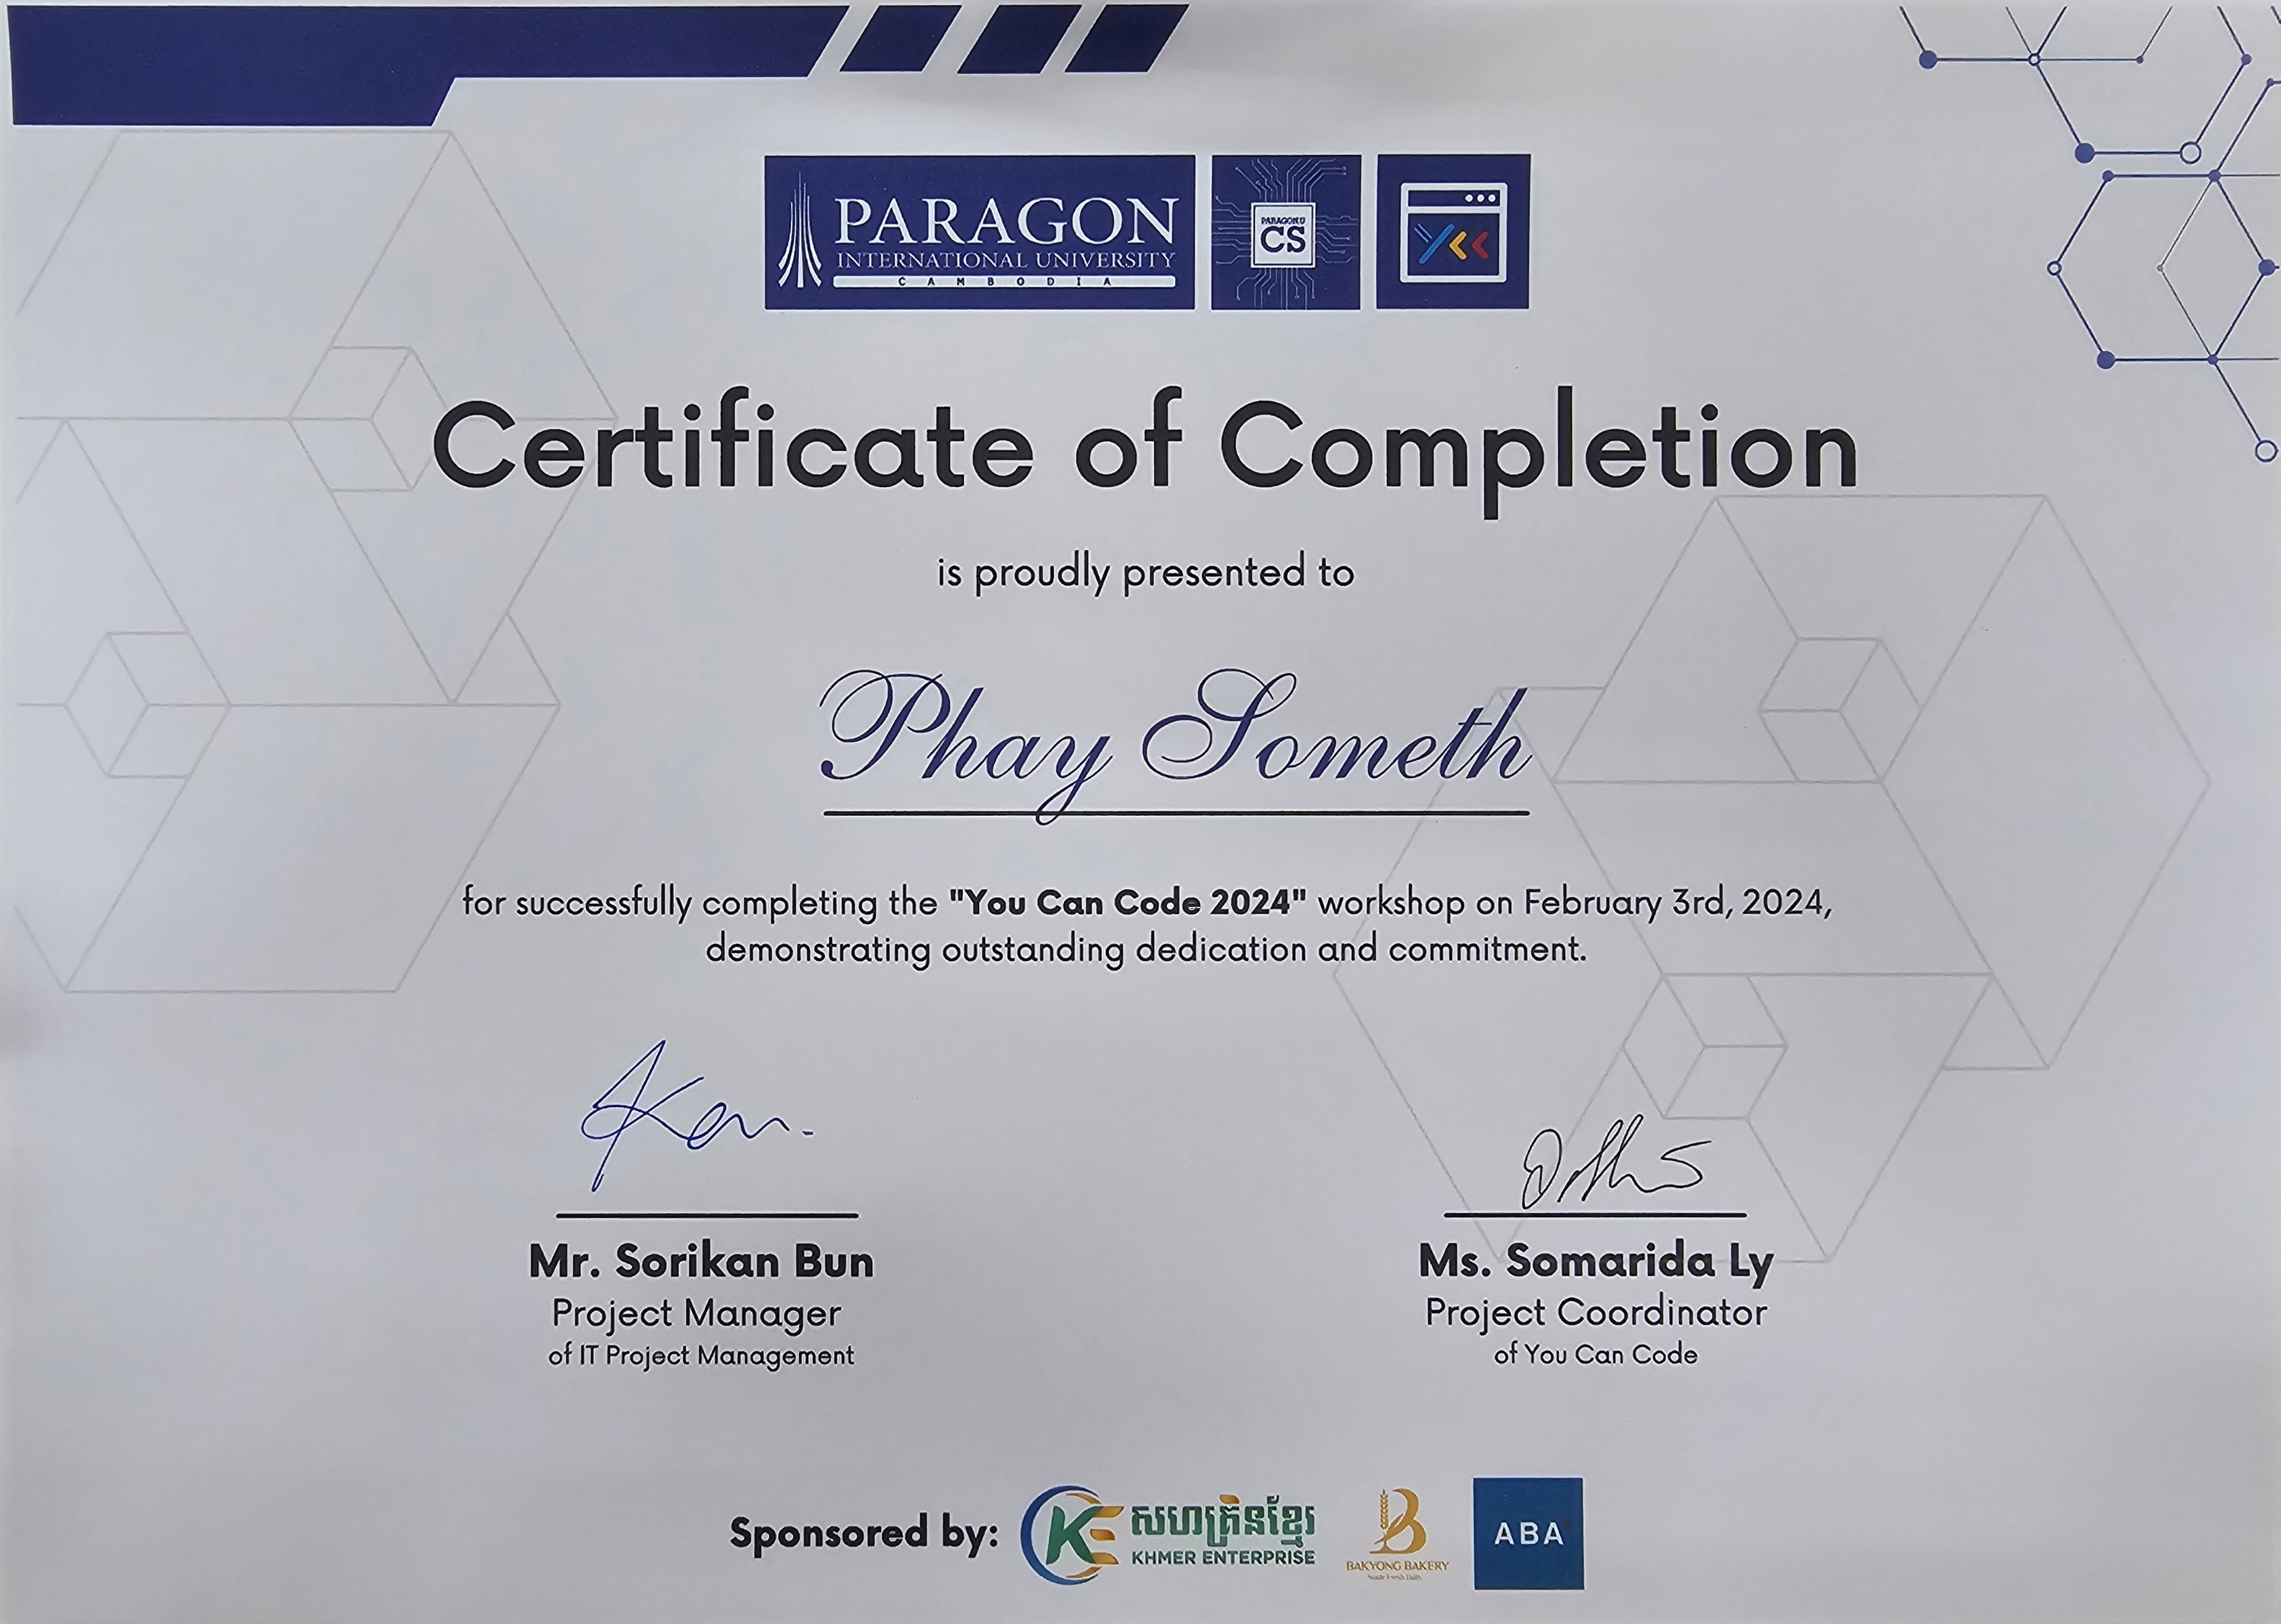 PARAGON
INTERNATIONAL UNIVERSITY
CAMBODIA
PARAGON.U
CS
Certificate of Completion
is proudly presented to
Phay Someth
for successfully completing the "You Can Code 2024" workshop on February 3rd, 2024,
demonstrating outstanding dedication and commitment.
Mr. Sorikan Bun
Project Manager
of IT Project Management
Ms. Somarida Ly
Project Coordinator
of You Can Code
Sponsored by:
KE សហគ្រិនខ្មែរ
KHMER ENTERPRISE
BAKYONG BAKERY
ABA